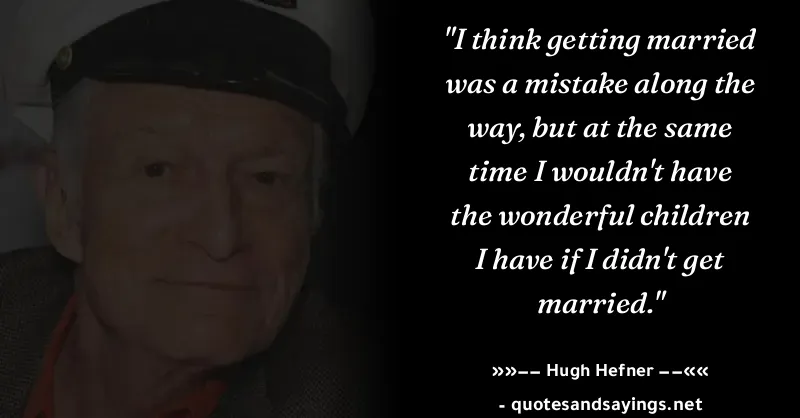 "I think getting married
was a mistake along the
way, but at the same
time I wouldn't have
the wonderful children
I have if I didn't get
married."
»»−− Hugh Hefner −−««
- quotesandsayings.net